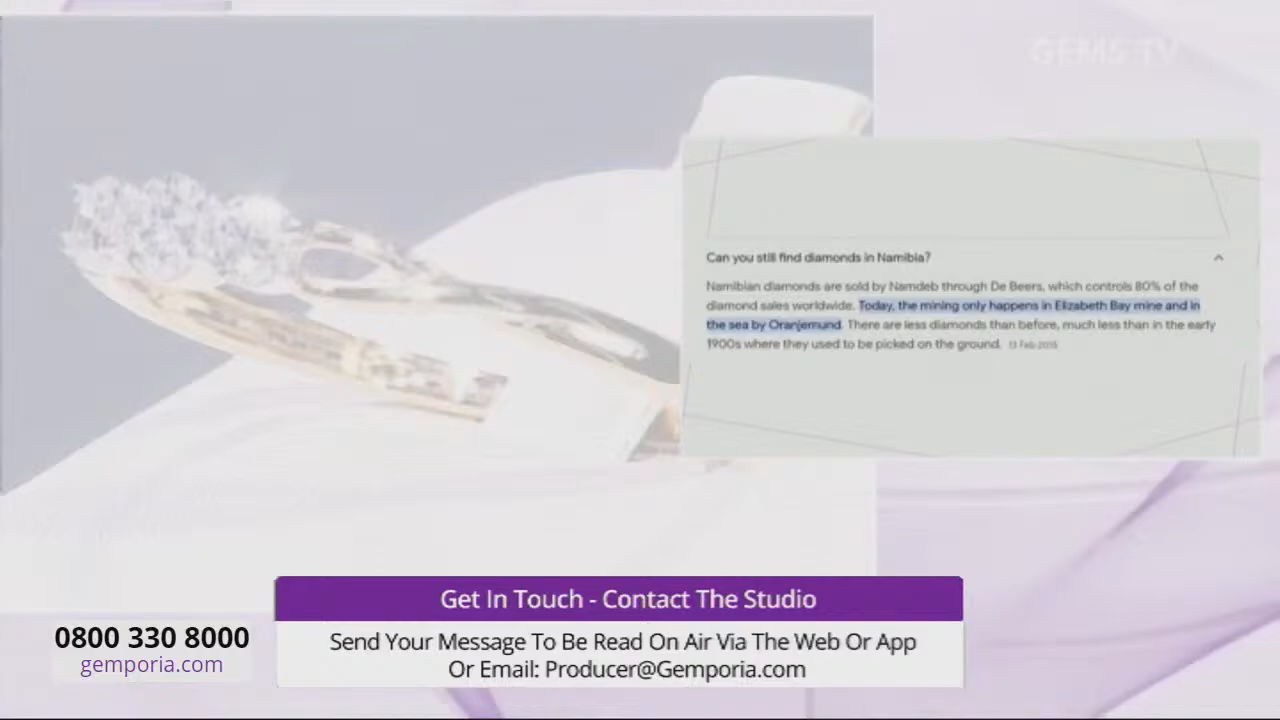 GEMS TV
Can you still find diamonds in Namibia?
Namibian diamonds are sold by Namdeb through De Beers, which controls 80% of the
diamond sales worldwide. Today, the mining only happens in Elizabeth Bay mine and in
the sea by Oranjemund. There are less diamonds than before, much less than in the early
1900s where they used to be picked on the ground. 13 Feb 2015
Get In Touch - Contact The Studio
0800 330 8000
gemporia.com
Send Your Message To Be Read On Air Via The Web Or App
Or Email: Producer@Gemporia.com